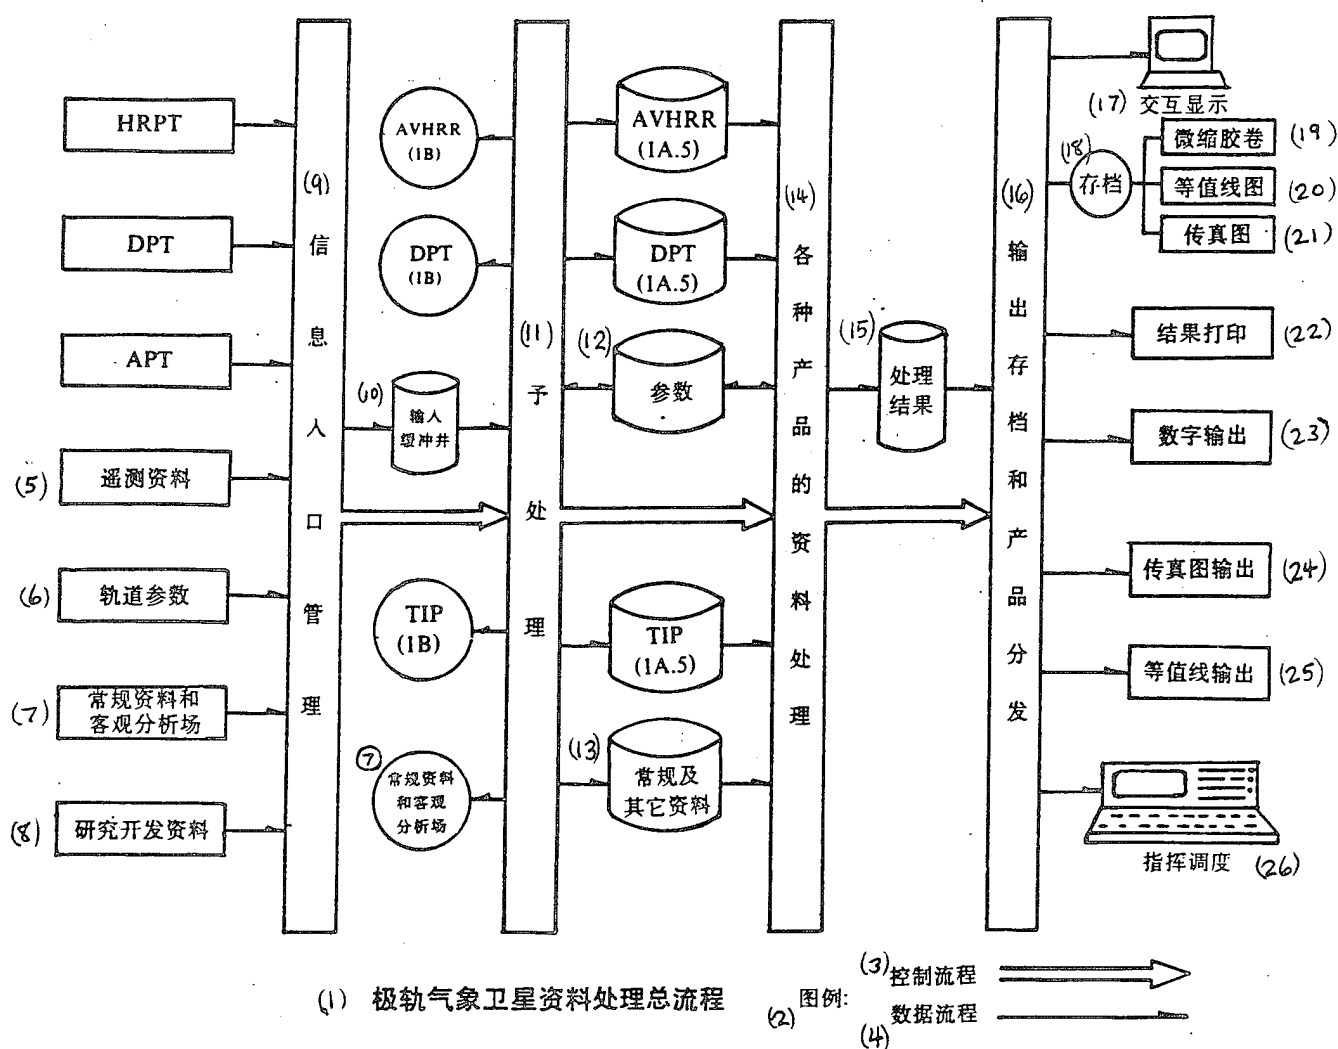 HRPT
DPT
APT
(5) 遥测资料
(6) 轨道参数
(7) 常规资料和
客观分析场
(8) 研究开发资料
(9)
信息人口管理
AVHRR
(1B)
DPT
(1B)
(10)
输人
缓冲井
TIP
(1B)
(7)
常规资料
和客观
分析场
(11)
予处理
AVHRR
(1A.5)
DPT
(1A.5)
(12)
参数
TIP
(1A.5)
(13)
常规及
其它资料
(14)
各种产品的资料处理
(15)
处理
结果
(16)
输出存档和产品分发
(17) 交互显示
(18)
存档
微缩胶卷 (19)
等值线图 (20)
传真图 (21)
结果打印 (22)
数字输出 (23)
传真图输出 (24)
等值线输出 (25)
指挥调度 (26)
(1) 极轨气象卫星资料处理总流程
(2) 图例:
(3) 控制流程
(4) 数据流程